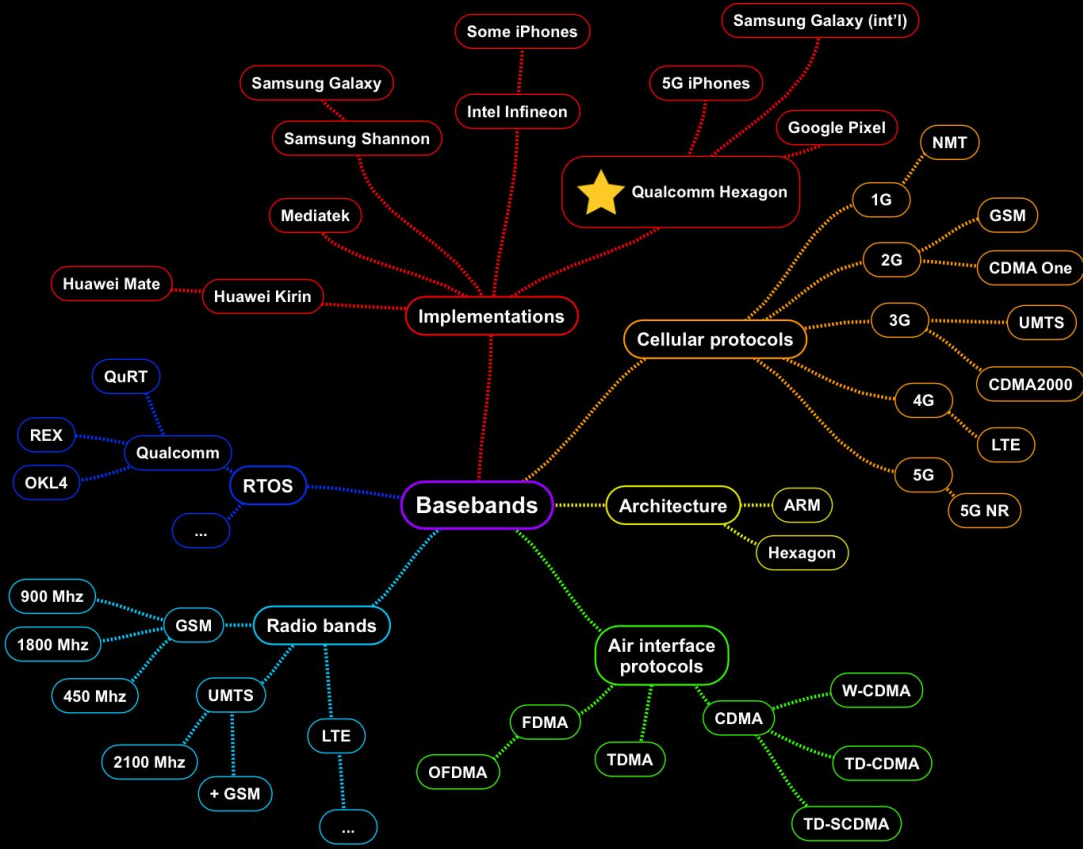 Some iPhones
Samsung Galaxy (int'l)
Samsung Galaxy
5G iPhones
Intel Infineon
Samsung Shannon
Google Pixel
NMT
Qualcomm Hexagon
1G
Mediatek
GSM
2G
CDMA One
Huawei Mate
Huawei Kirin
Implementations
3G
UMTS
Cellular protocols
QuRT
CDMA2000
4G
REX
LTE
Qualcomm
OKL4
RTOS
5G
5G NR
Basebands
Architecture
ARM
...
Hexagon
900 Mhz
GSM
Radio bands
1800 Mhz
Air interface
protocols
450 Mhz
UMTS
W-CDMA
FDMA
CDMA
LTE
2100 Mhz
OFDMA
TDMA
TD-CDMA
+ GSM
...
TD-SCDMA